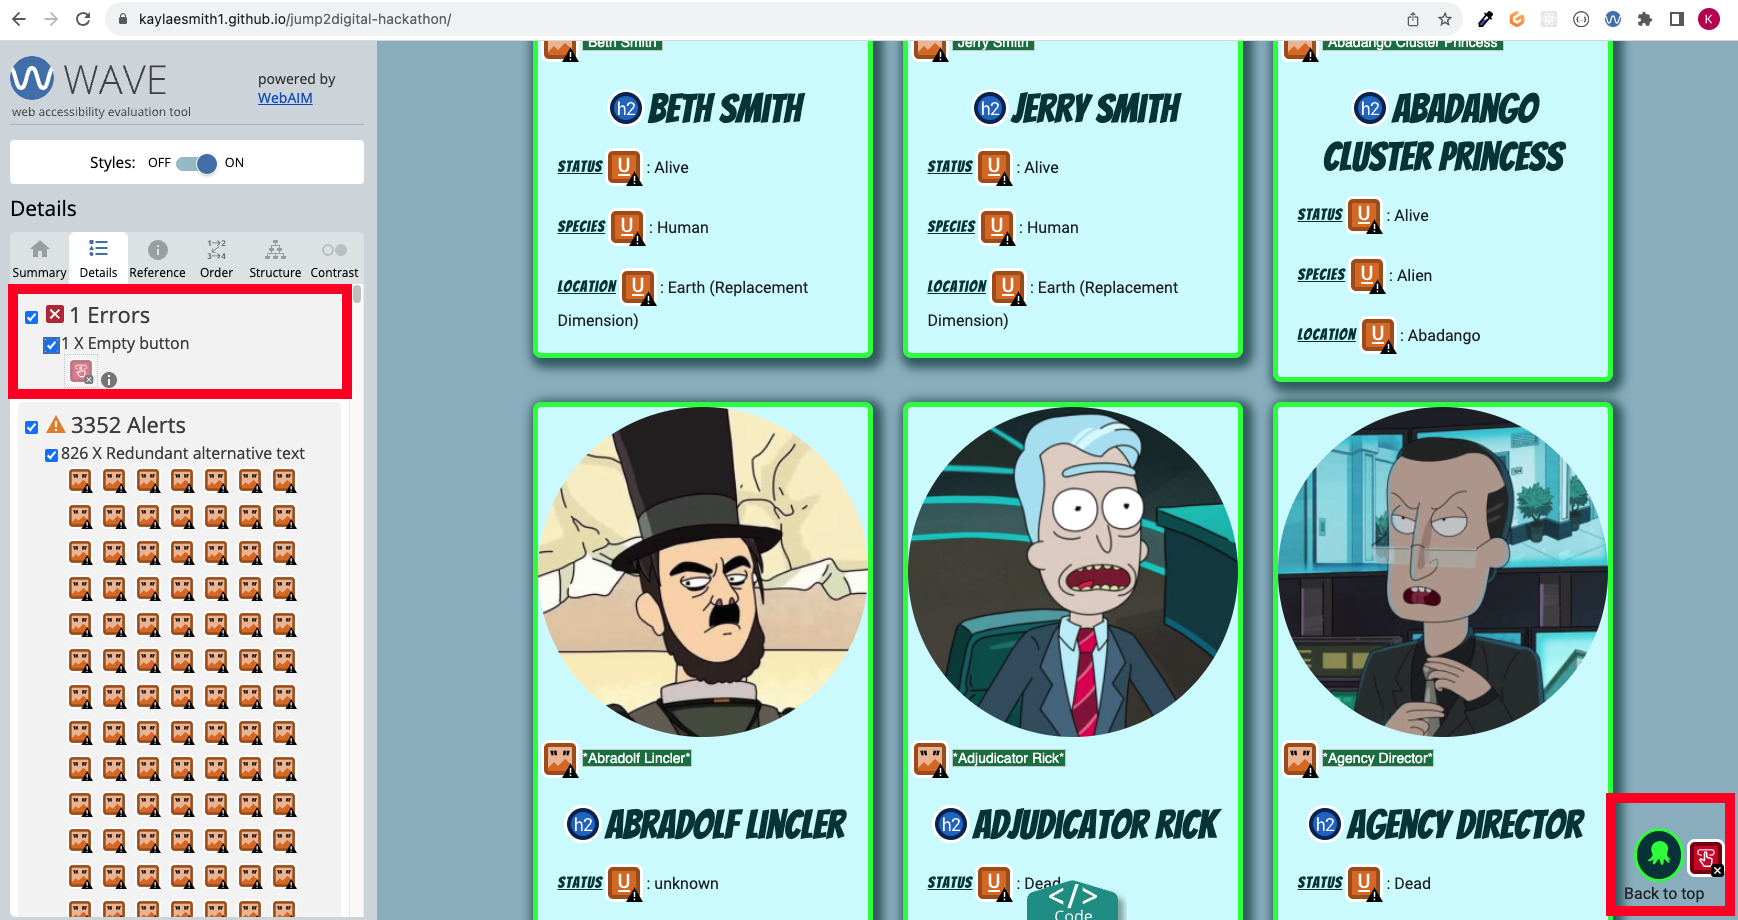 kaylaesmith1.github.io/jump2digital-hackathon/
K
WAVE
web accessibility evaluation tool
powered by
WebAIM
Styles: OFF ON
Details
Summary
Details
Reference
Order
Structure
Contrast
1 Errors
1 X Empty button
3352 Alerts
826 X Redundant alternative text
*Beth Smith*
h2 BETH SMITH
STATUS U : Alive
SPECIES U : Human
LOCATION U : Earth (Replacement
Dimension)
*Jerry Smith*
h2 JERRY SMITH
STATUS U : Alive
SPECIES U : Human
LOCATION U : Earth (Replacement
Dimension)
*Abadango Cluster Princess*
h2 ABADANGO
CLUSTER PRINCESS
STATUS U : Alive
SPECIES U : Alien
LOCATION U : Abadango
*Abradolf Lincler*
h2 ABRADOLF LINCLER
STATUS U : unknown
*Adjudicator Rick*
h2 ADJUDICATOR RICK
STATUS U : Dead
</>
Code
*Agency Director*
h2 AGENCY DIRECTOR
STATUS U : Dead
Back to top